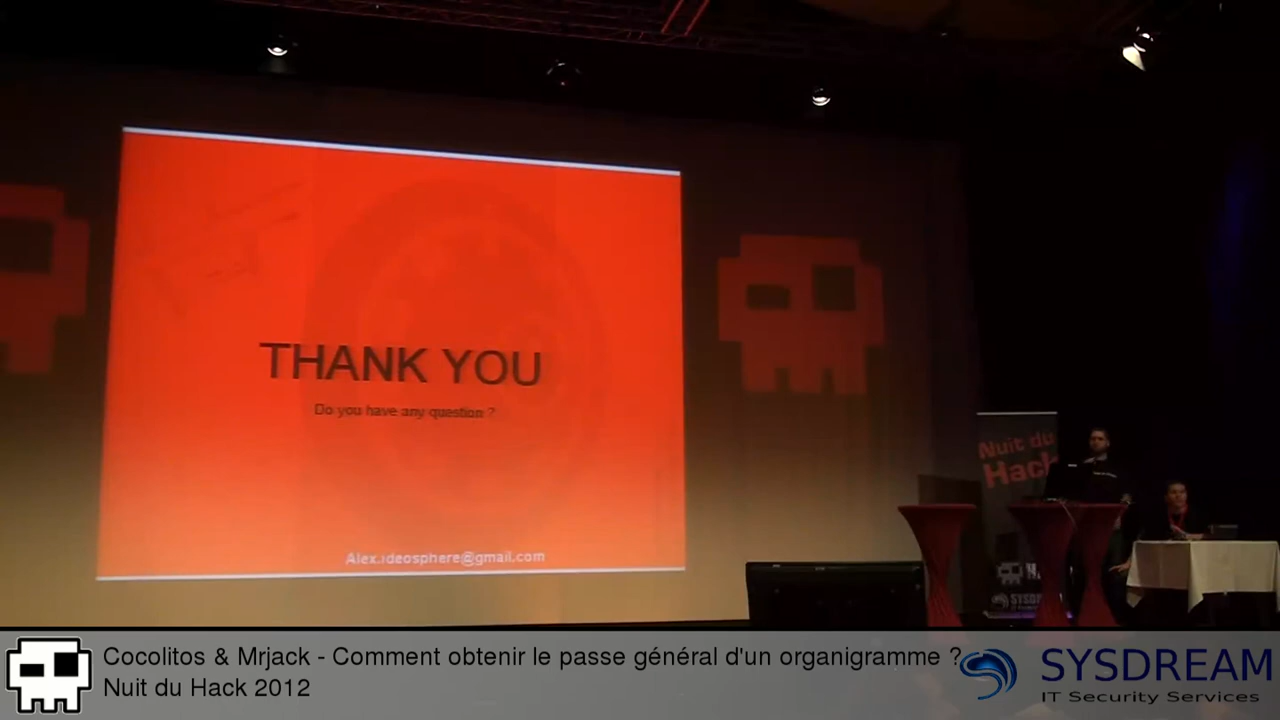 THANK YOU
Do you have any question ?
Alex.ideosphere@gmail.com
Nuit du
Hack
Cocolitos & Mrjack - Comment obtenir le passe général d'un organigramme ?
Nuit du Hack 2012
SYSDREAM
IT Security Services